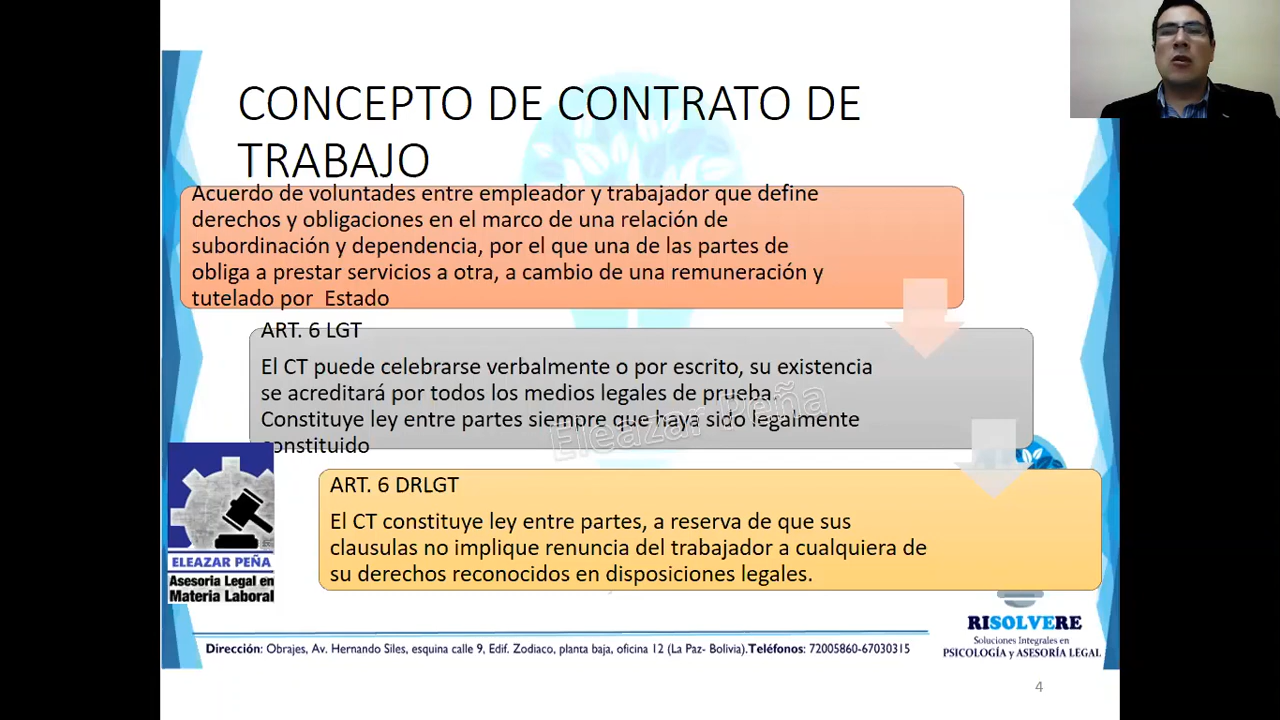 CONCEPTO DE CONTRATO DE
TRABAJO
Acuerdo de voluntades entre empleador y trabajador que define
derechos y obligaciones en el marco de una relación de
subordinación y dependencia, por el que una de las partes de
obliga a prestar servicios a otra, a cambio de una remuneración y
tutelado por Estado
ART. 6 LGT
El CT puede celebrarse verbalmente o por escrito, su existencia
se acreditará por todos los medios legales de prueba.
Constituye ley entre partes siempre que haya sido legalmente
constituido
Eleazar Peña
ART. 6 DRLGT
El CT constituye ley entre partes, a reserva de que sus
clausulas no implique renuncia del trabajador a cualquiera de
su derechos reconocidos en disposiciones legales.
ELEAZAR PEÑA
Asesoria Legal en
Materia Laboral
RISOLVERE
Soluciones Integrales en
PSICOLOGÍA y ASESORÍA LEGAL
Dirección: Obrajes, Av. Hernando Siles, esquina calle 9, Edif. Zodiaco, planta baja, oficina 12 (La Paz- Bolivia).Teléfonos: 72005860-67030315
4